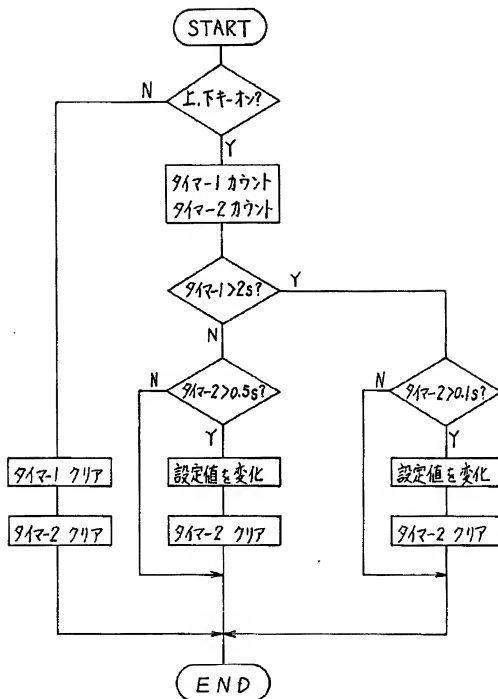 START
上,下キーオン?
N
Y
タイマー1 カウント
タイマー2 カウント
タイマー1>2s?
Y
N
タイマー2>0.5s?
N
Y
タイマー2>0.1s?
N
Y
タイマー1 クリア
設定値を変化
設定値を変化
タイマー2 クリア
タイマー2 クリア
タイマー2 クリア
END